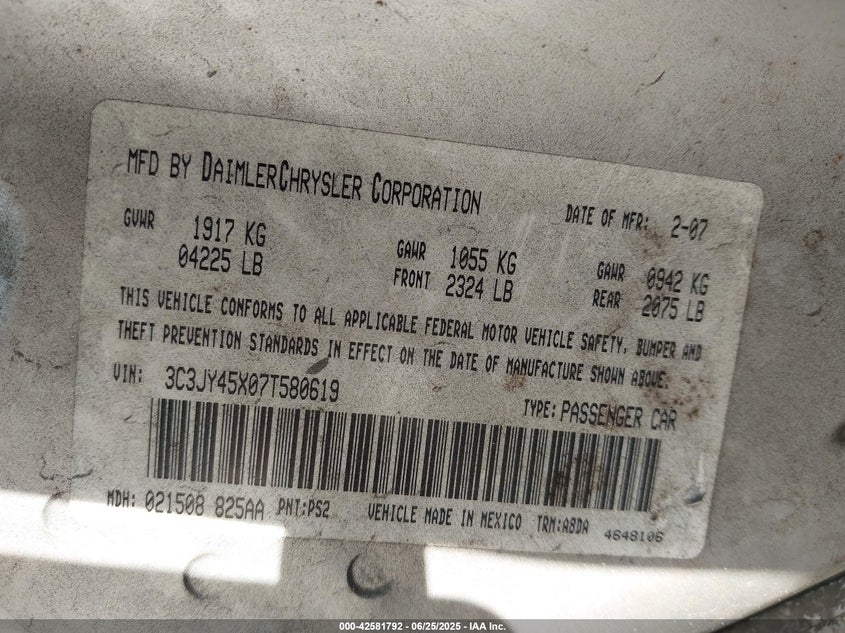 MFD BY DAIMLERCHRYSLER CORPORATION DATE OF MFR: 2-07
GVWR 1917 KG GAWR 1055 KG GAWR 0942 KG
04225 LB FRONT 2324 LB REAR 2075 LB
THIS VEHICLE CONFORMS TO ALL APPLICABLE FEDERAL MOTOR VEHICLE SAFETY, BUMPER AND
THEFT PREVENTION STANDARDS IN EFFECT ON THE DATE OF MANUFACTURE SHOWN ABOVE.
VIN: 3C3JY45X07T580619 TYPE: PASSENGER CAR
MDH: 021508 825AA PNT:PS2 VEHICLE MADE IN MEXICO TRM:A8DA 4648106
000-42581792 - 06/25/2025 - IAA Inc.